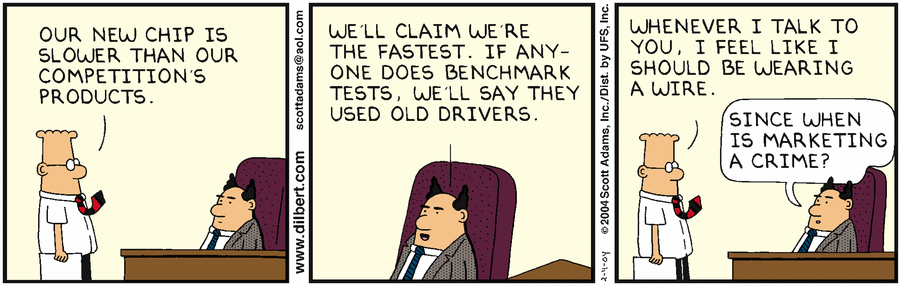 OUR NEW CHIP IS
SLOWER THAN OUR
COMPETITION'S
PRODUCTS.
www.dilbert.com scottadams@aol.com
WE'LL CLAIM WE'RE
THE FASTEST. IF ANY-
ONE DOES BENCHMARK
TESTS, WE'LL SAY THEY
USED OLD DRIVERS.
2-4-04 ©2004 Scott Adams, Inc./Dist. by UFS, Inc.
WHENEVER I TALK TO
YOU, I FEEL LIKE I
SHOULD BE WEARING
A WIRE.
SINCE WHEN
IS MARKETING
A CRIME?